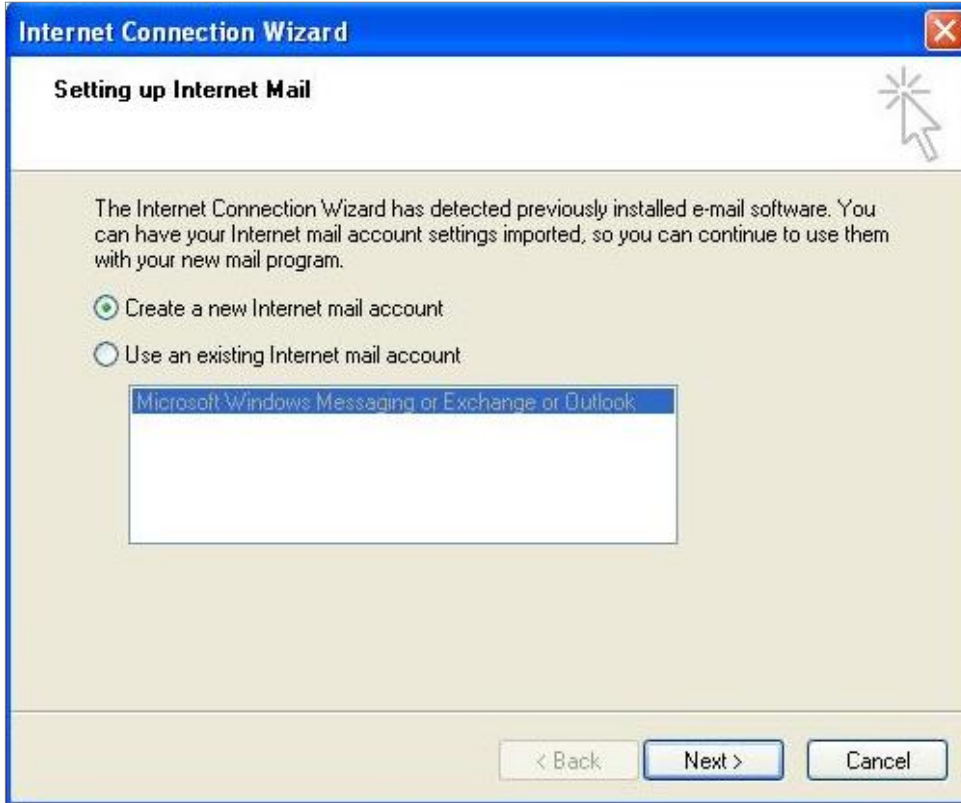 Internet Connection Wizard
Setting up Internet Mail
The Internet Connection Wizard has detected previously installed e-mail software. You
can have your Internet mail account settings imported, so you can continue to use them
with your new mail program.
Create a new Internet mail account
Use an existing Internet mail account
Microsoft Windows Messaging or Exchange or Outlook
< Back Next > Cancel